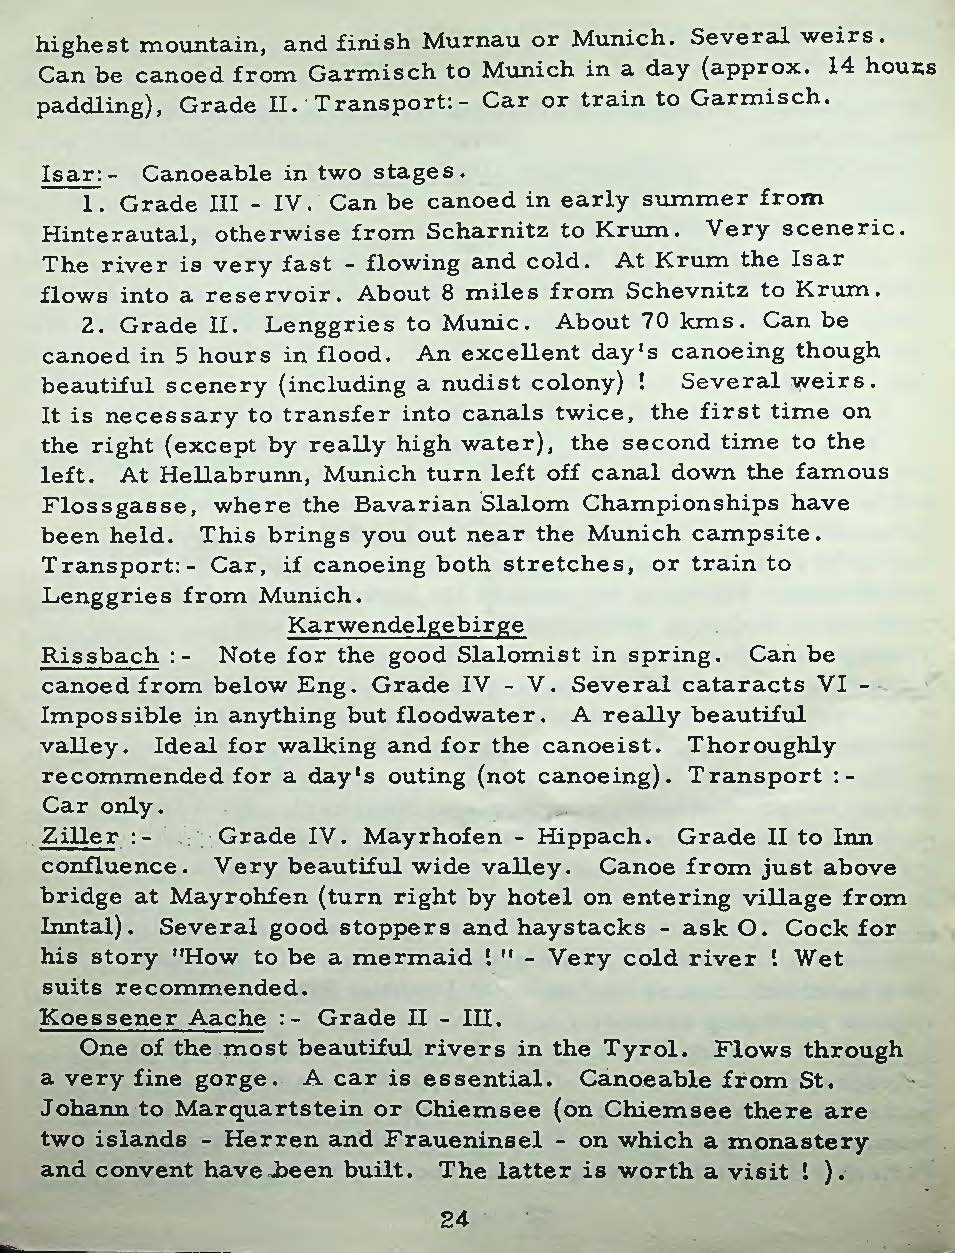 highest mountain, and finish Murnau or Munich. Several weirs.
Can be canoed from Garmisch to Munich in a day (approx. 14 hours
paddling), Grade II. Transport:- Car or train to Garmisch.
Isar:- Canoeable in two stages.
1. Grade III - IV. Can be canoed in early summer from
Hinterautal, otherwise from Scharnitz to Krum. Very sceneric.
The river is very fast - flowing and cold. At Krum the Isar
flows into a reservoir. About 8 miles from Schevnitz to Krum.
2. Grade II. Lenggries to Munic. About 70 kms. Can be
canoed in 5 hours in flood. An excellent day's canoeing though
beautiful scenery (including a nudist colony) ! Several weirs.
It is necessary to transfer into canals twice, the first time on
the right (except by really high water), the second time to the
left. At Hellabrunn, Munich turn left off canal down the famous
Flossgasse, where the Bavarian Slalom Championships have
been held. This brings you out near the Munich campsite.
Transport:- Car, if canoeing both stretches, or train to
Lenggries from Munich.
Karwendelgebirge
Rissbach :- Note for the good Slalomist in spring. Can be
canoed from below Eng. Grade IV - V. Several cataracts VI -
Impossible in anything but floodwater. A really beautiful
valley. Ideal for walking and for the canoeist. Thoroughly
recommended for a day's outing (not canoeing). Transport :-
Car only.
Ziller :- Grade IV. Mayrhofen - Hippach. Grade II to Inn
confluence. Very beautiful wide valley. Canoe from just above
bridge at Mayrohfen (turn right by hotel on entering village from
Inntal). Several good stoppers and haystacks - ask O. Cock for
his story "How to be a mermaid ! " - Very cold river ! Wet
suits recommended.
Koessener Aache :- Grade II - III.
One of the most beautiful rivers in the Tyrol. Flows through
a very fine gorge. A car is essential. Canoeable from St.
Johann to Marquartstein or Chiemsee (on Chiemsee there are
two islands - Herren and Fraueninsel - on which a monastery
and convent have been built. The latter is worth a visit ! ).
24